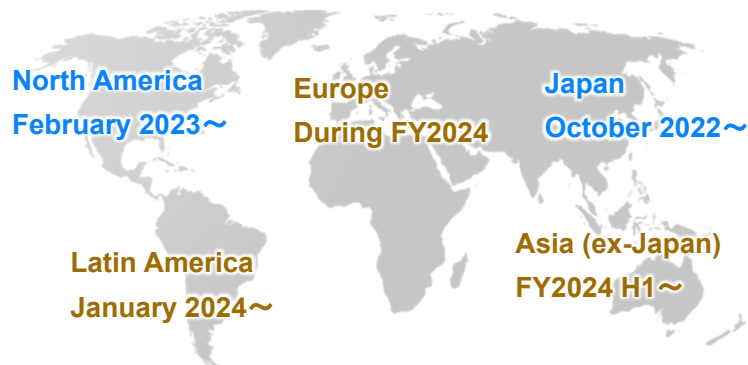 North America
February 2023～
Europe
During FY2024
Japan
October 2022～
Latin America
January 2024～
Asia (ex-Japan)
FY2024 H1～